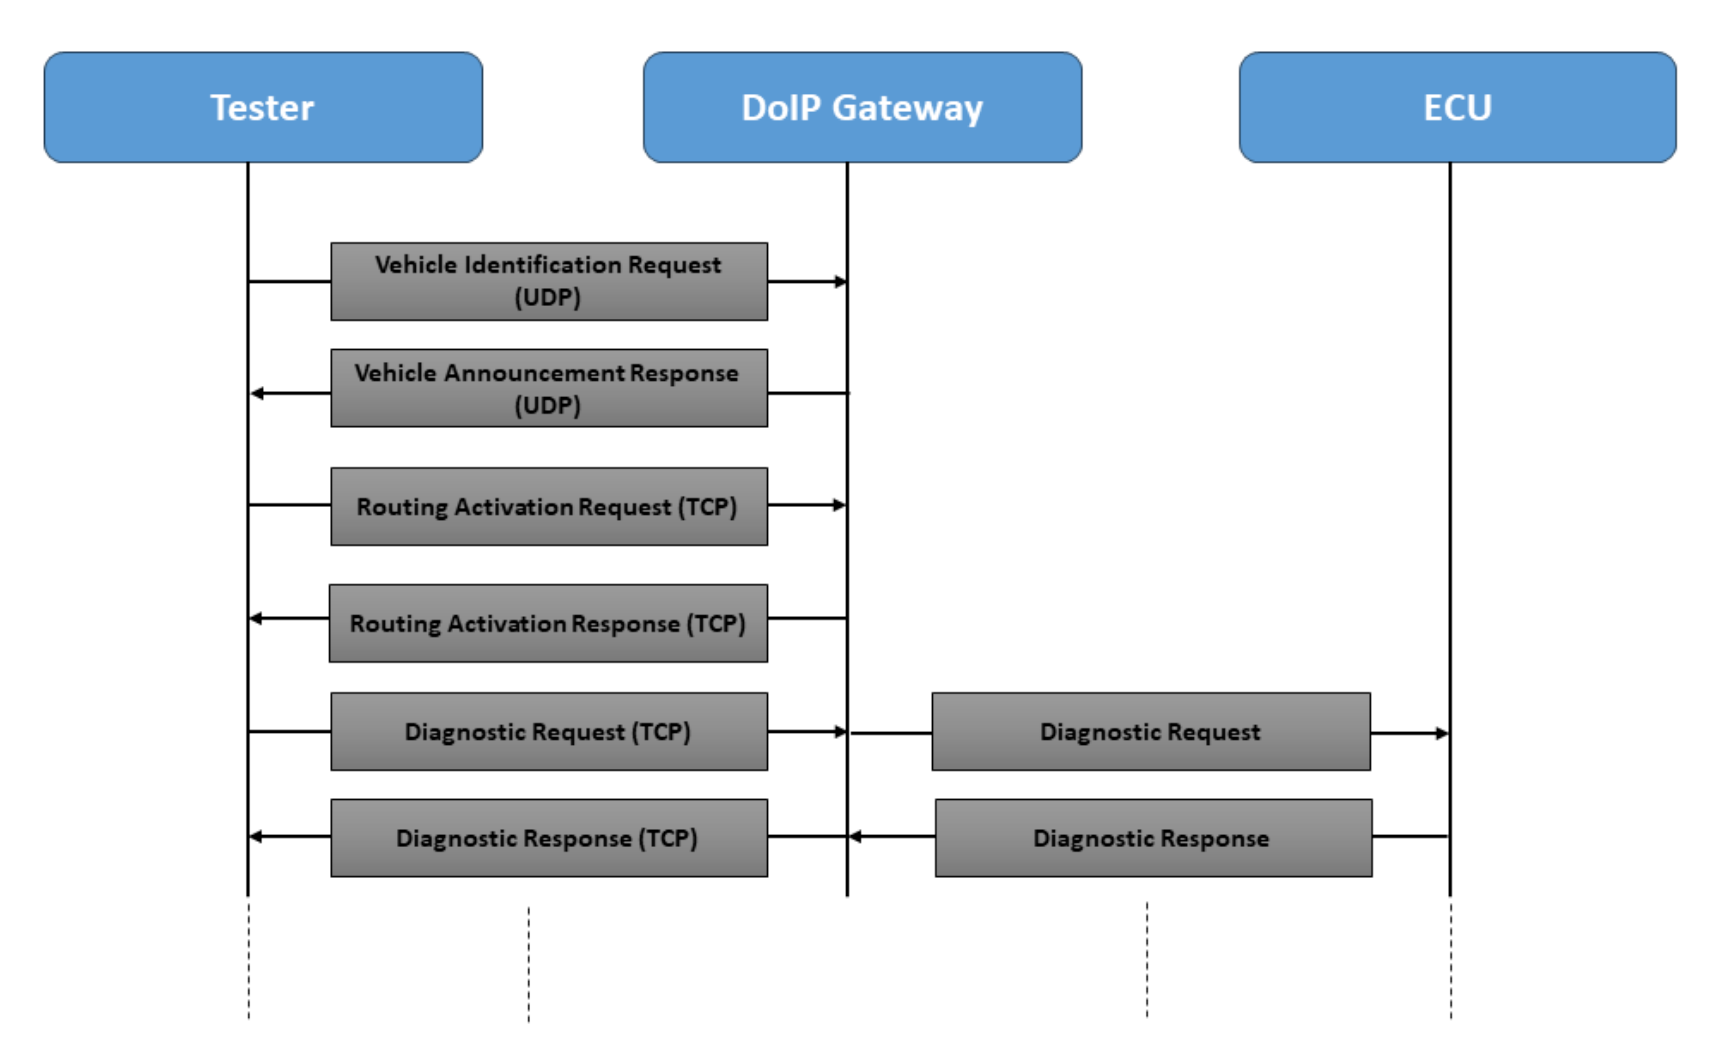 Tester
DoIP Gateway
ECU
Vehicle Identification Request
(UDP)
Vehicle Announcement Response
(UDP)
Routing Activation Request (TCP)
Routing Activation Response (TCP)
Diagnostic Request (TCP)
Diagnostic Request
Diagnostic Response (TCP)
Diagnostic Response